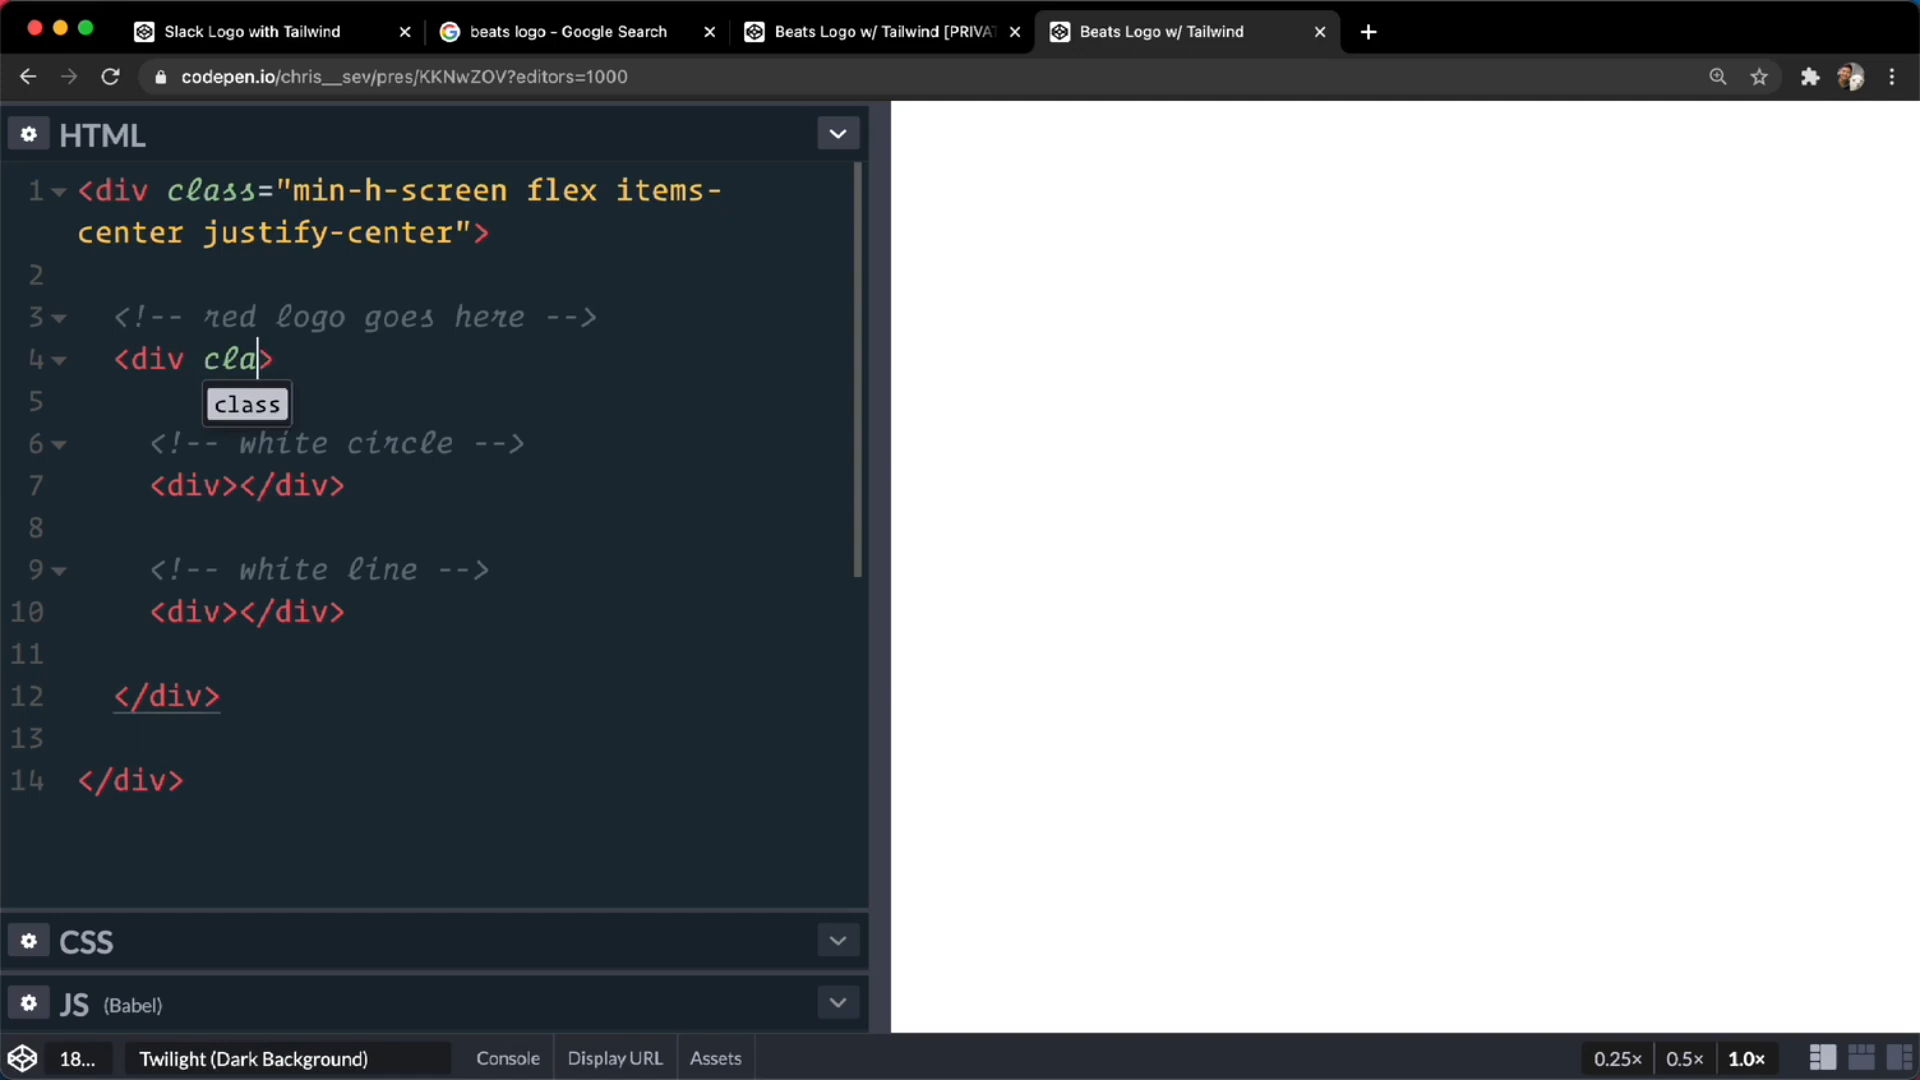 Slack Logo with Tailwind
beats logo - Google Search
Beats Logo w/ Tailwind [PRIVA
Beats Logo w/ Tailwind
codepen.io/chris__sev/pres/KKNwZOV?editors=1000
HTML
1 <div class="min-h-screen flex items-
center justify-center">
2
3 <!-- red logo goes here -->
4 <div cla>
5 class
6 <!-- white circle -->
7 <div></div>
8
9 <!-- white line -->
10 <div></div>
11
12 </div>
13
14 </div>
CSS
JS (Babel)
18... Twilight (Dark Background) Console Display URL Assets 0.25× 0.5× 1.0×